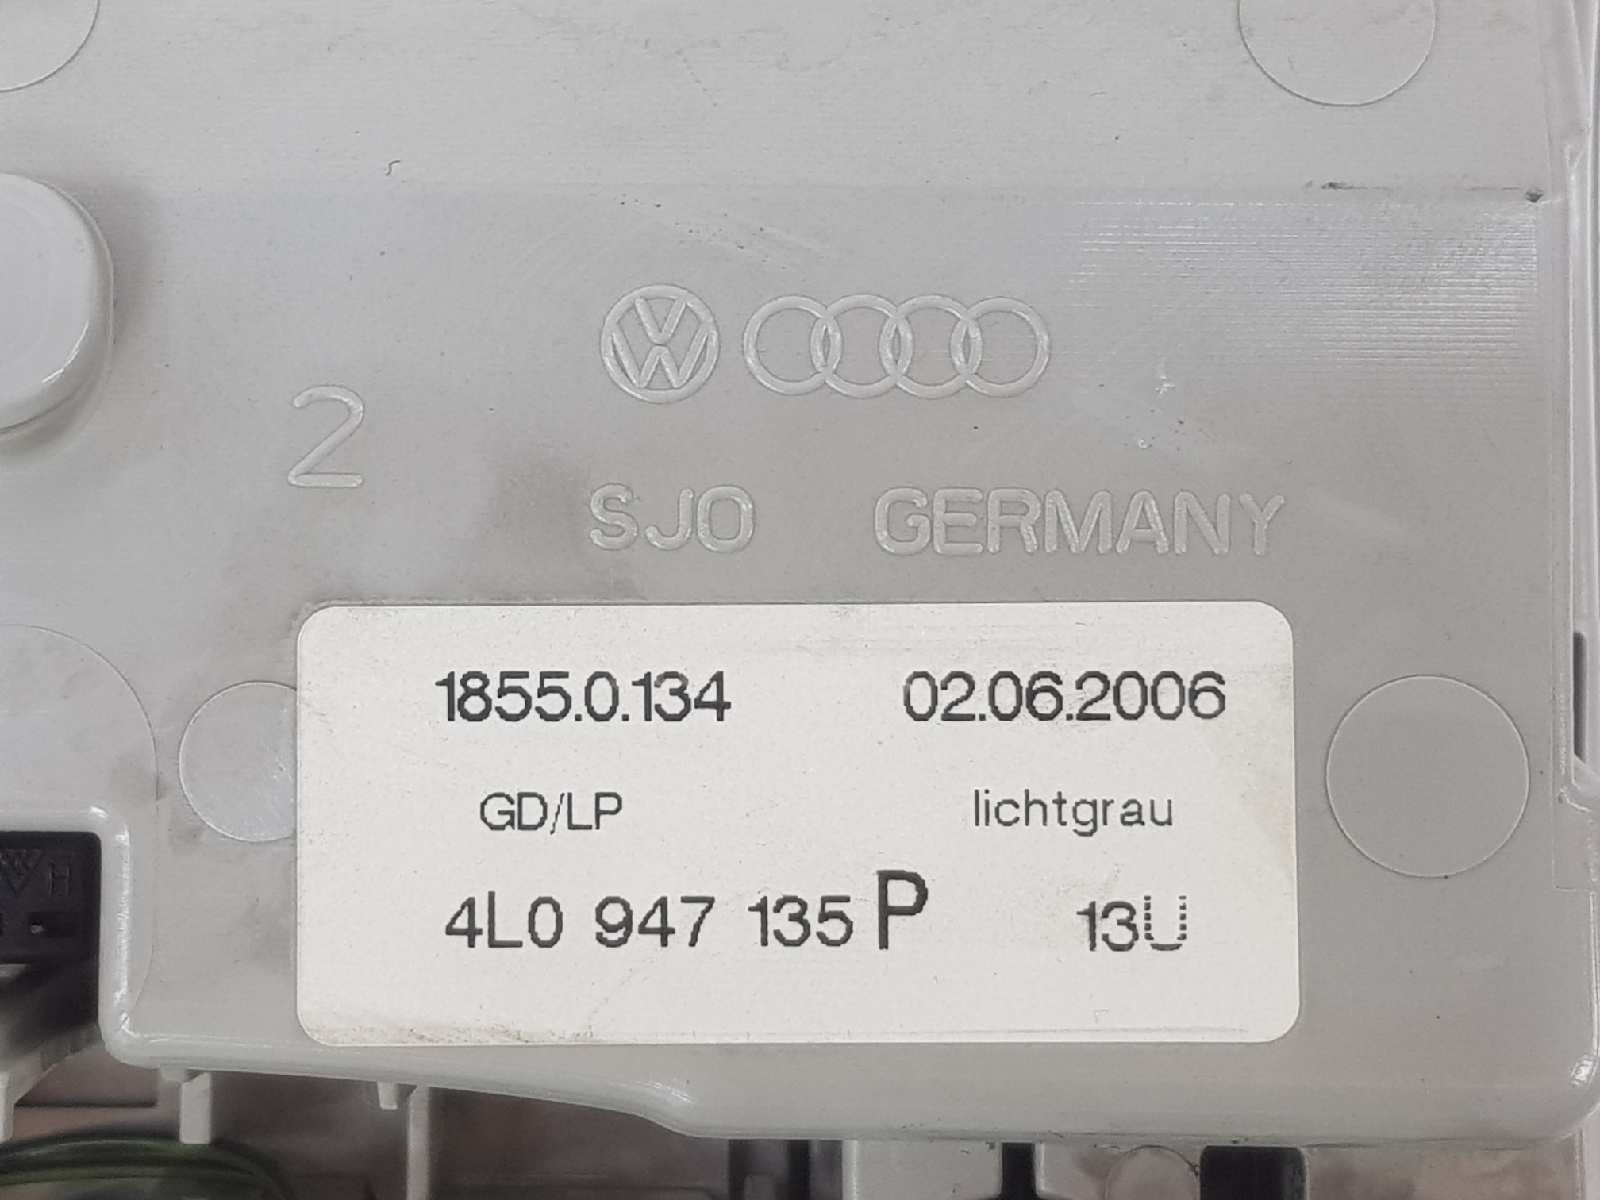 2
SJO GERMANY
1855.0.134 02.06.2006
GD/LP lichtgrau
4L0 947 135 P 13U
H